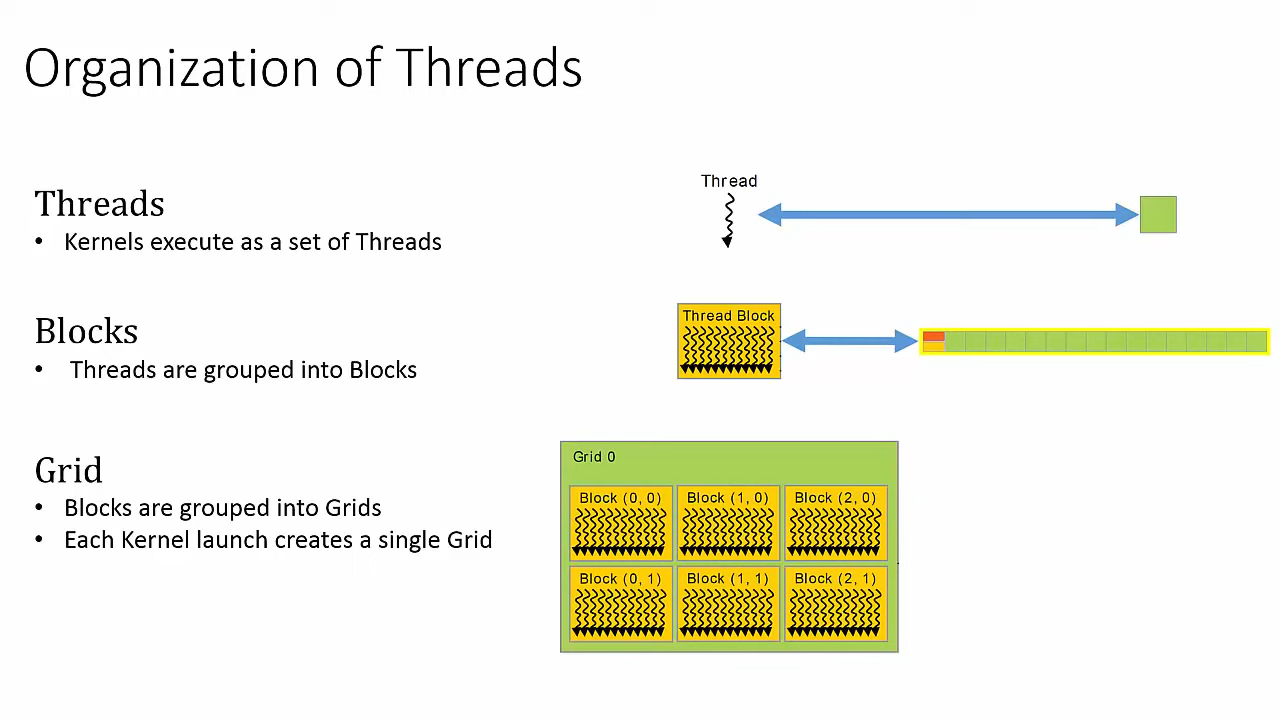 Organization of Threads
Threads
• Kernels execute as a set of Threads
Thread
Blocks
• Threads are grouped into Blocks
Thread Block
Grid
• Blocks are grouped into Grids
• Each Kernel launch creates a single Grid
Grid 0
Block (0, 0) Block (1, 0) Block (2, 0)
Block (0, 1) Block (1, 1) Block (2, 1)